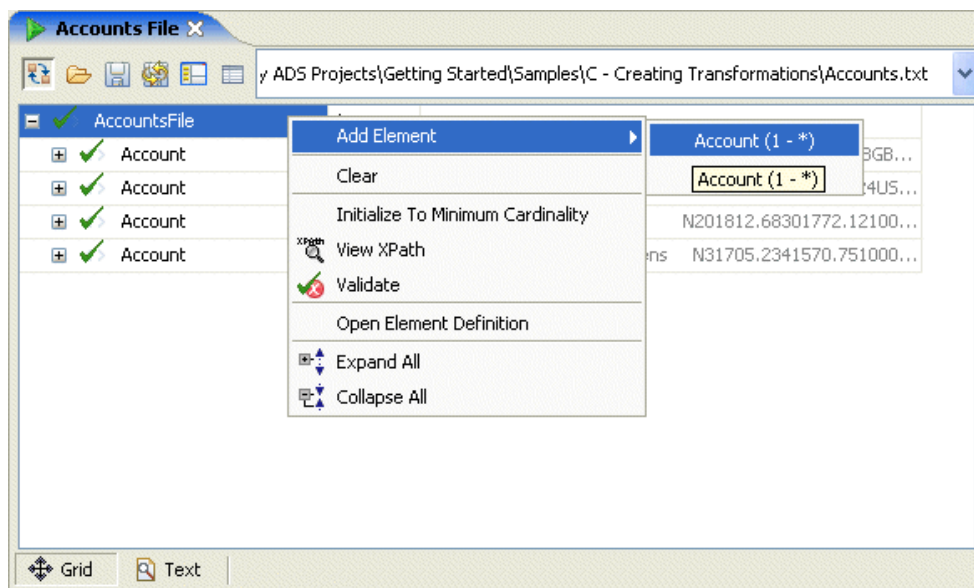 Accounts File
y ADS Projects\Getting Started\Samples\C - Creating Transformations\Accounts.txt
AccountsFile
Add Element
Account (1 - *)
Account
8GB...
Clear
Account (1 - *)
Account
24US...
Initialize To Minimum Cardinality
Account
N201812.68301772.12100...
XPath
View XPath
Account
ens N31705.2341570.751000...
Validate
Open Element Definition
Expand All
Collapse All
Grid
Text